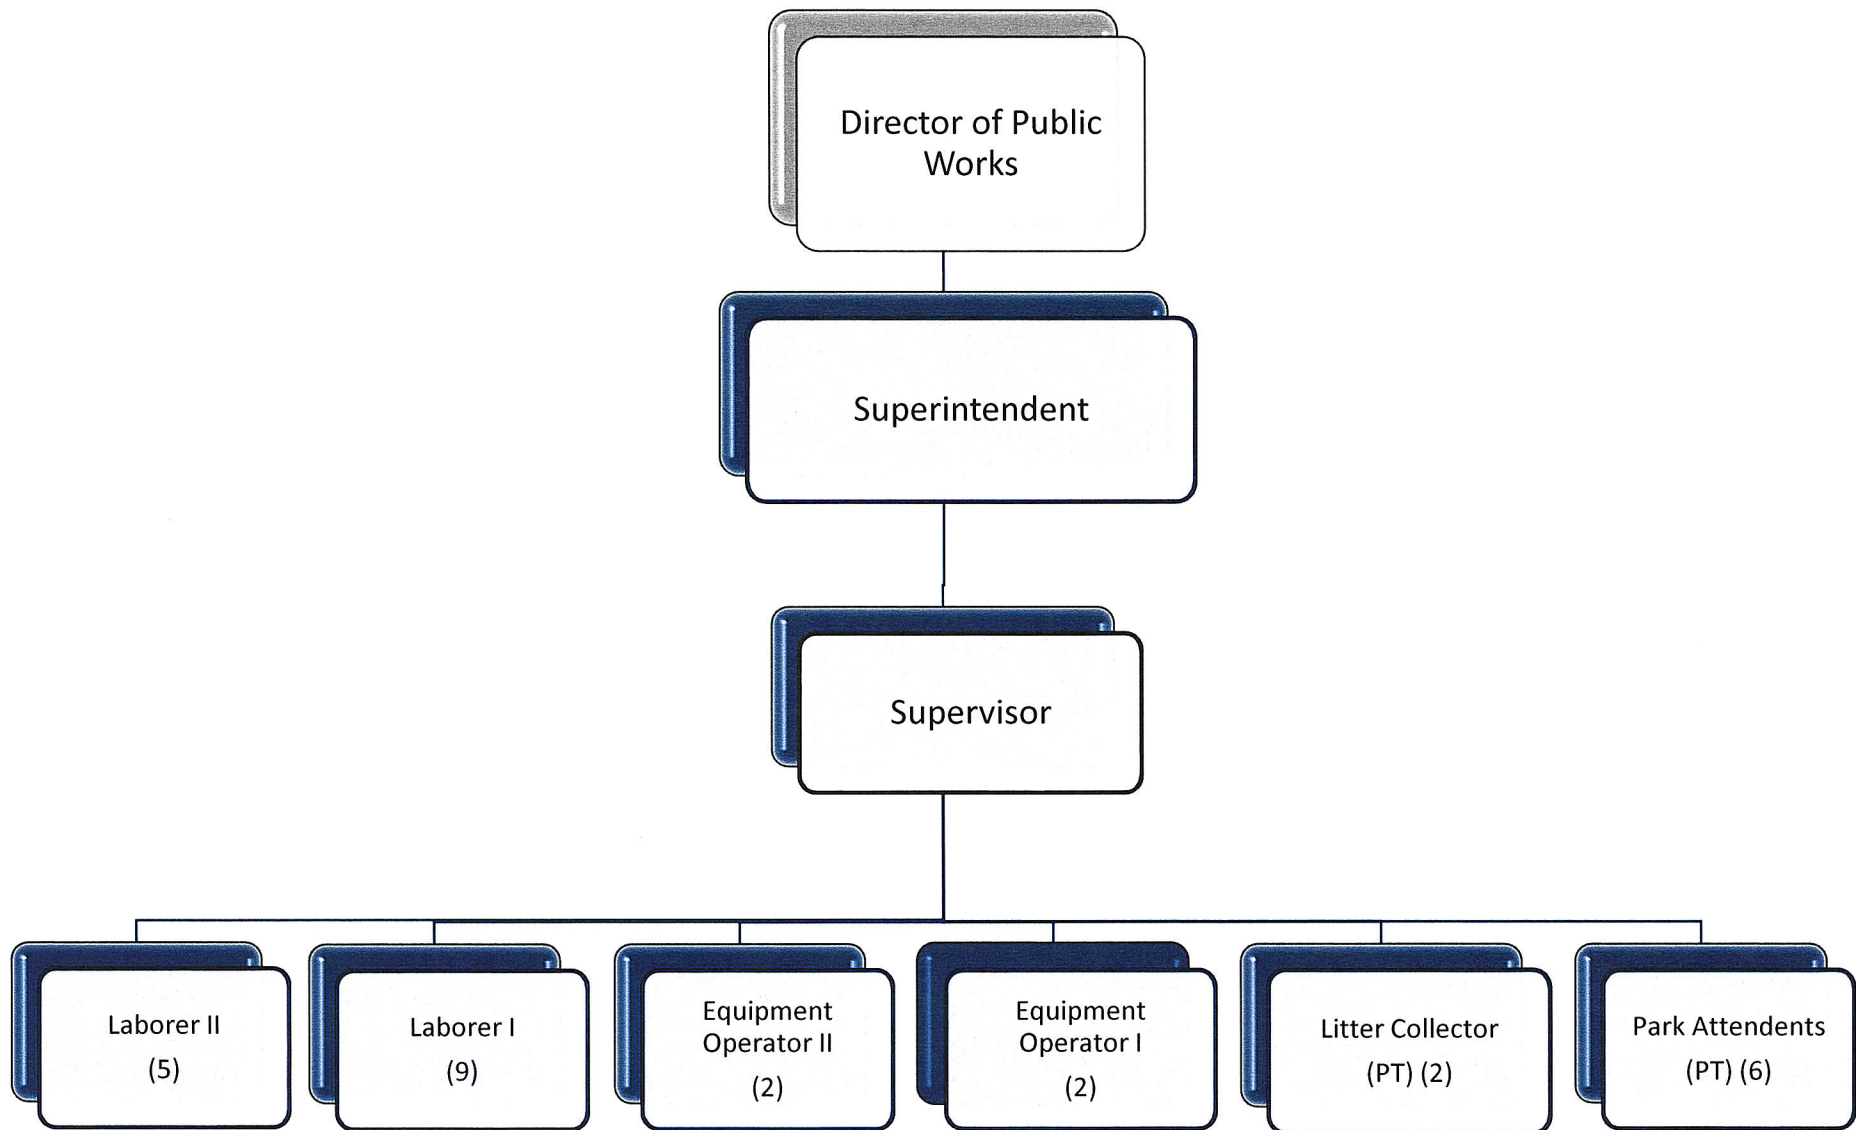 Director of Public
Works
Superintendent
Supervisor
Laborer II
(5)
Laborer I
(9)
Equipment
Operator II
(2)
Equipment
Operator I
(2)
Litter Collector
(PT) (2)
Park Attendents
(PT) (6)